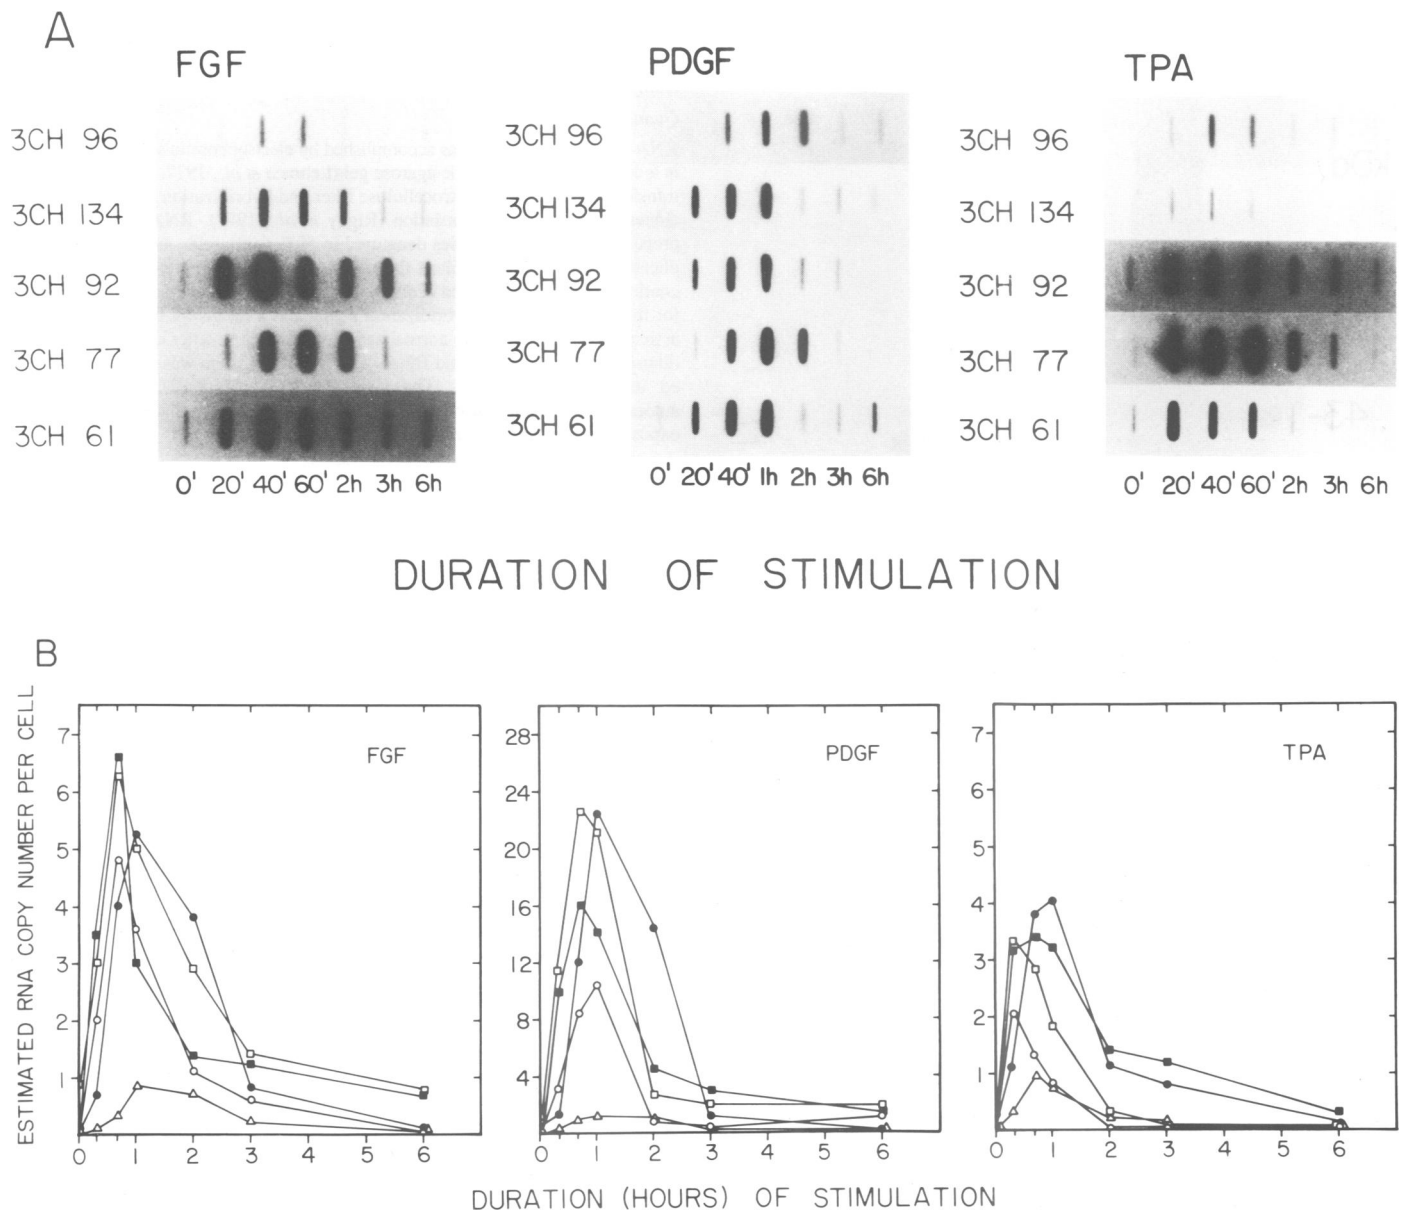 A
FGF
3CH 96
3CH 134
3CH 92
3CH 77
3CH 61
0' 20' 40' 60' 2h 3h 6h
PDGF
3CH 96
3CH 134
3CH 92
3CH 77
3CH 61
0' 20' 40' 1h 2h 3h 6h
TPA
3CH 96
3CH 134
3CH 92
3CH 77
3CH 61
0' 20' 40' 60' 2h 3h 6h
DURATION OF STIMULATION
B
ESTIMATED RNA COPY NUMBER PER CELL
7
6
5
4
3
2
1
FGF
0 1 2 3 4 6
28
24
20
16
12
8
4
PDGF
0 1 2 3 4 6
7
6
5
4
3
2
1
TPA
0 1 2 3 4 6
DURATION (HOURS) OF STIMULATION